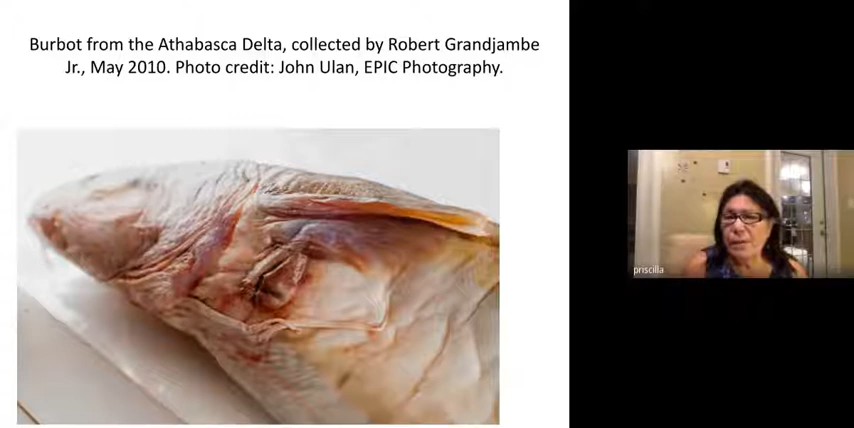 Burbot from the Athabasca Delta, collected by Robert Grandjambe
Jr., May 2010. Photo credit: John Ulan, EPIC Photography.
priscilla